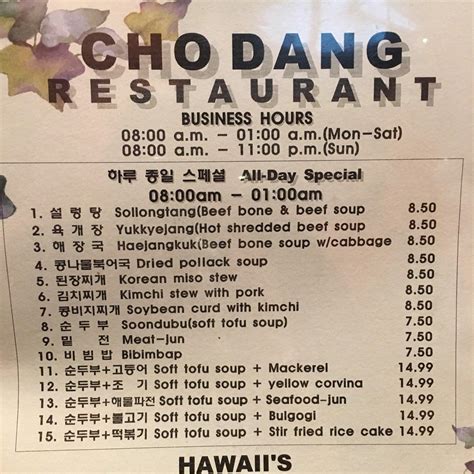 CHO DANG
RESTAURANT
BUSINESS HOURS
08:00 a.m. – 01:00 a.m.(Mon–Sat)
08:00 a.m. – 11:00 p.m.(Sun)
하루 종일 스페셜 All-Day Special
08:00am – 01:00am
1. 설 렁 탕 Sollongtang(Beef bone & beef soup 8.50
2. 육 개 장 Yukkyejang(Hot shredded beef soup 8.50
3. 해 장 국 Haejangkuk(Beef bone soup w/cabbage 8.50
4. 콩나물북어국 Dried pollack soup 8.50
5. 된장찌개 Korean miso stew 8.50
6. 김치찌개 Kimchi stew with pork 8.50
7. 콩비지찌개 Soybean curd with kimchi 8.50
8. 순 두 부 Soondubu(soft tofu soup) 7.50
9. 전 Meat-jun 7.50
10. 비 빔 밥 Bibimbap 7.50
11. 순두부+고등어 Soft tofu soup + Mackerel 14.99
12. 순두부+조 기 Soft tofu soup + yellow corvina 14.99
13. 순두부+해물파전 Soft tofu soup + Seafood-jun 14.99
14. 순두부+불고기 Soft tofu soup + Bulgogi 14.99
15. 순두부+떡볶기 Soft tofu soup + Stir fried rice cake 14.99
HAWAII'S